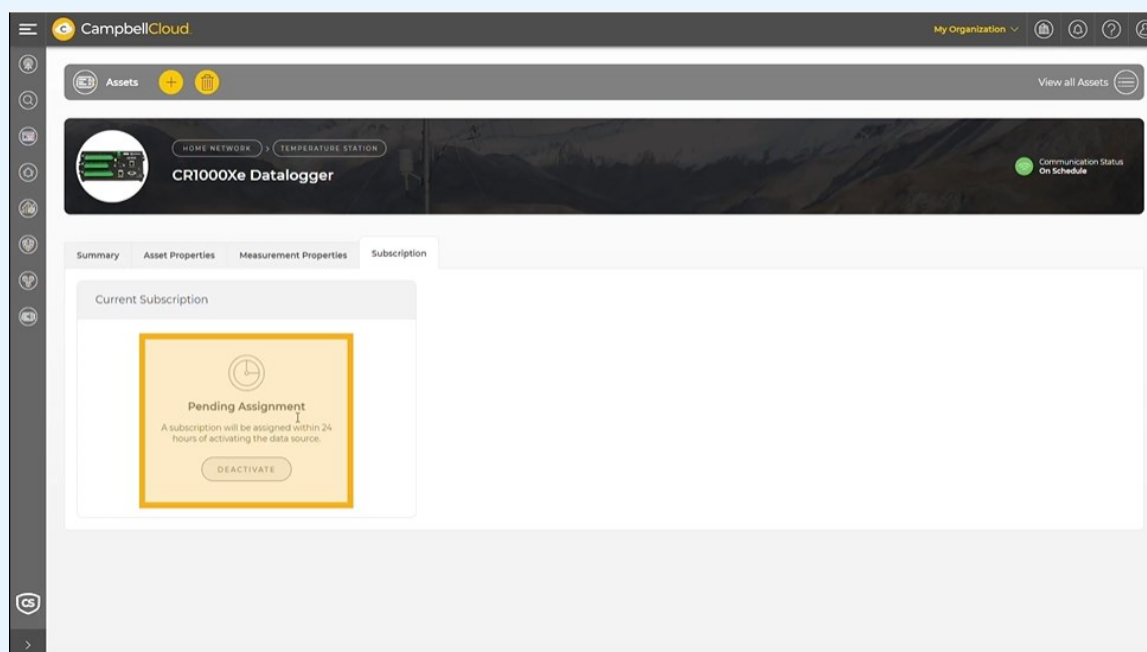 CampbellCloud
My Organization
Assets
View all Assets
HOME NETWORK > TEMPERATURE STATION
CR1000Xe Datalogger
Communication Status
On Schedule
Summary
Asset Properties
Measurement Properties
Subscription
Current Subscription
Pending Assignment
A subscription will be assigned within 24
hours of activating the data source.
DEACTIVATE
CS